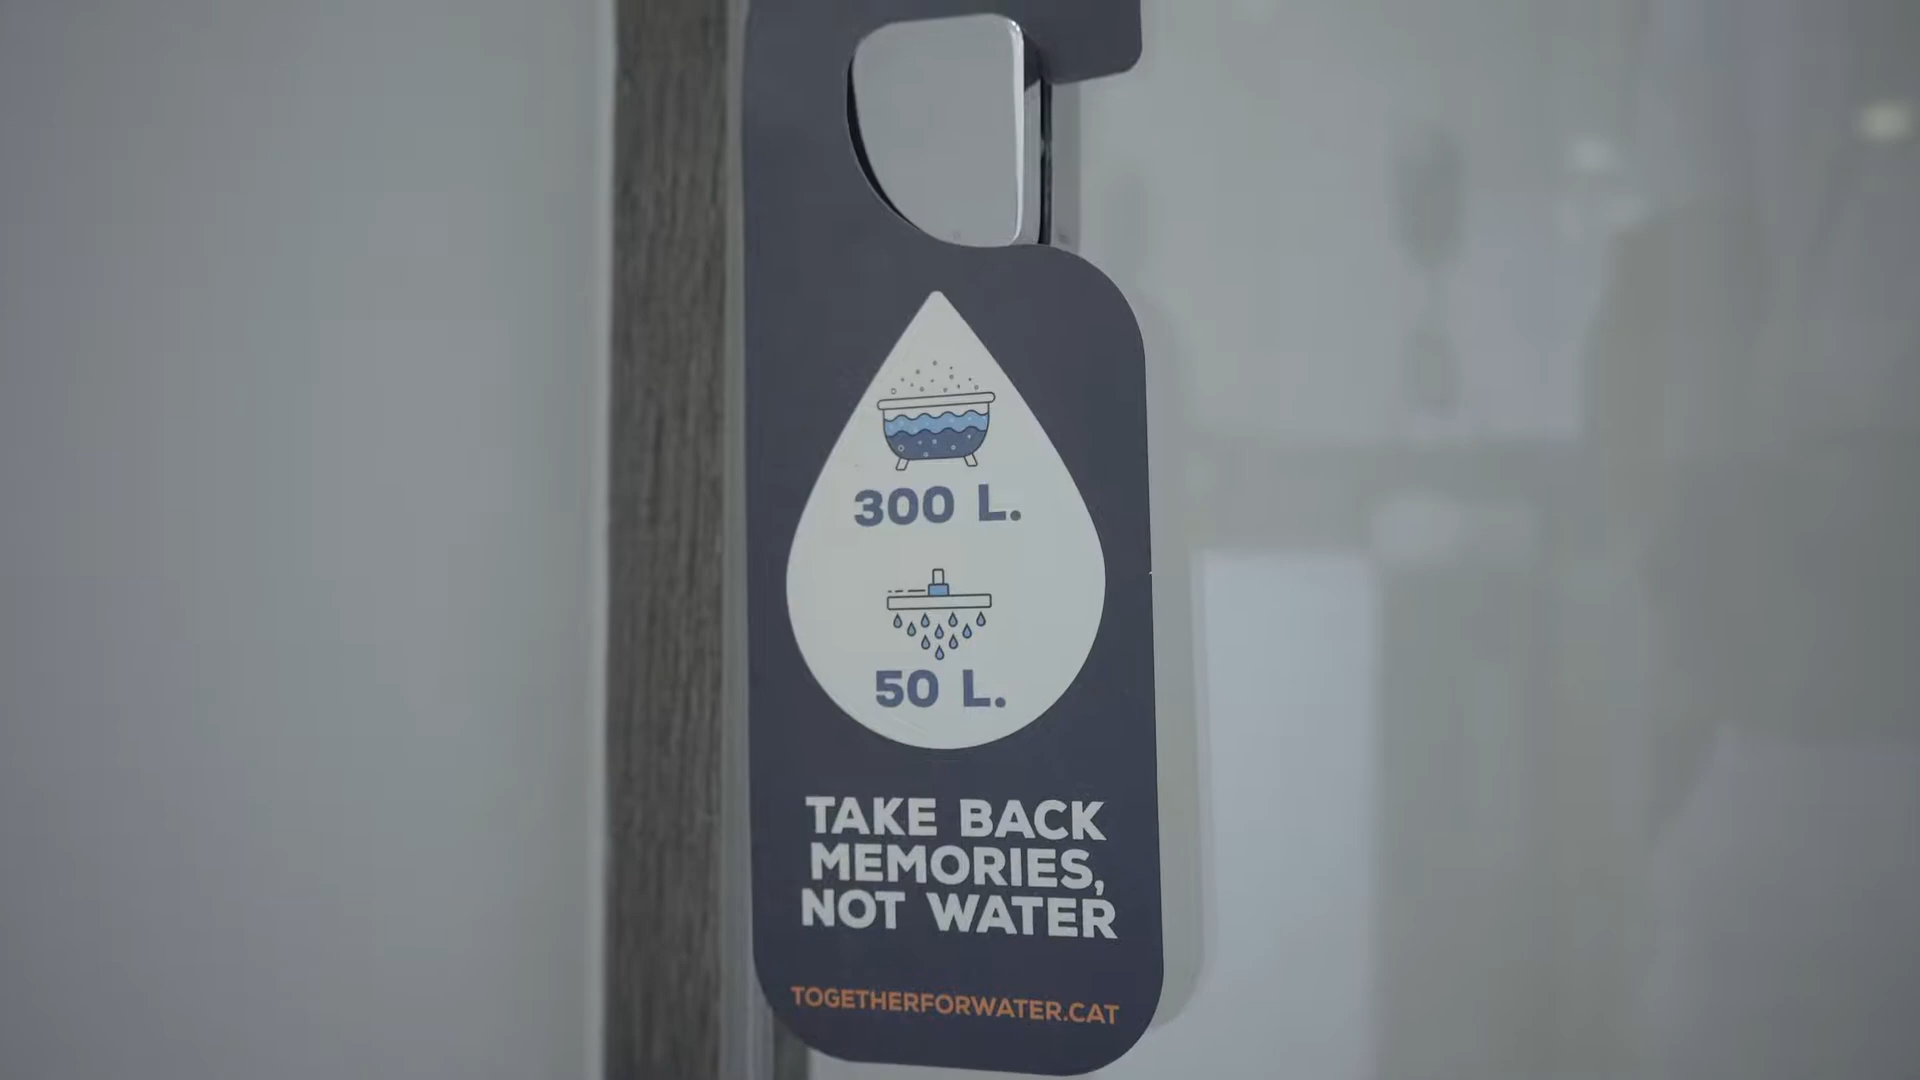 300 L.
50 L.
TAKE BACK
MEMORIES,
NOT WATER
TOGETHERFORWATER.CAT